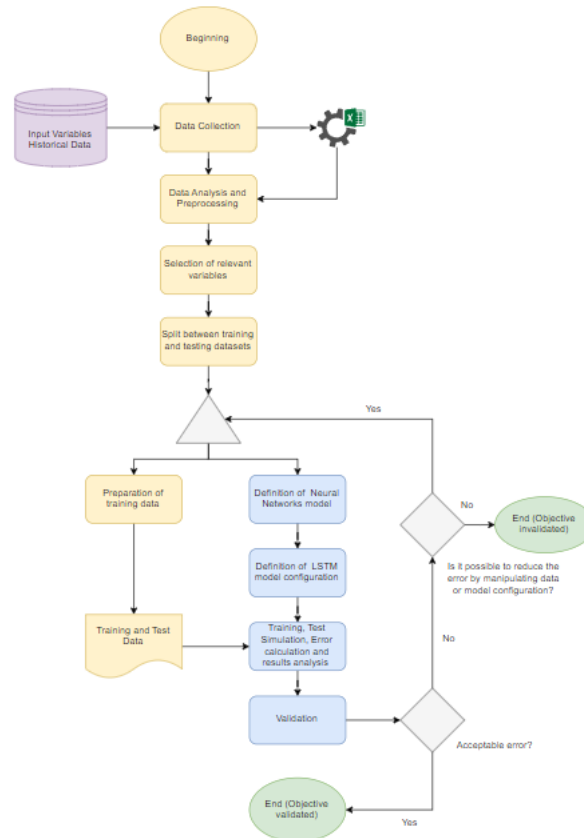 Beginning
Input Variables
Historical Data
Data Collection
Data Analysis and
Preprocessing
Selection of relevant
variables
Split between training
and testing datasets
Yes
Preparation of
training data
Definition of Neural
Networks model
No
End (Objective
invalidated)
Is it possible to reduce the
error by manipulating data
or model configuration?
Definition of LSTM
model configuration
Training and Test
Data
Training, Test
Simulation, Error
calculation and
results analysis
No
Validation
Acceptable error?
End (Objective
validated)
Yes